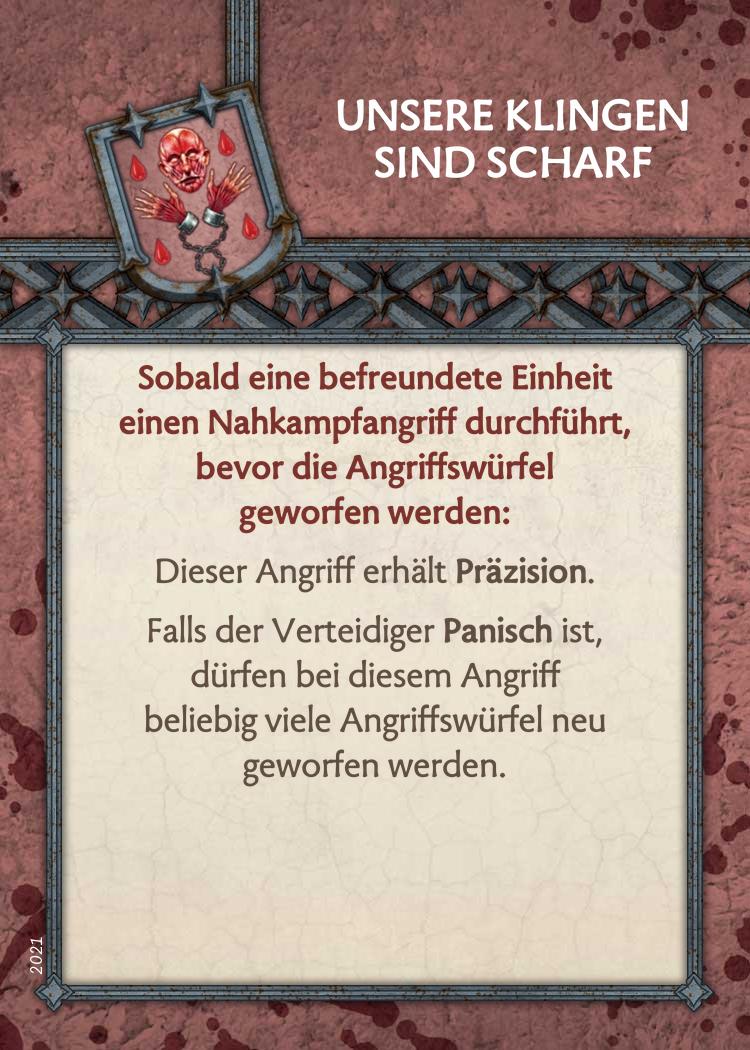 UNSERE KLINGEN
SIND SCHARF
Sobald eine befreundete Einheit
einen Nahkampfangriff durchführt,
bevor die Angriffswürfel
geworfen werden:
Dieser Angriff erhält Präzision.
Falls der Verteidiger Panisch ist,
dürfen bei diesem Angriff
beliebig viele Angriffswürfel neu
geworfen werden.
2021